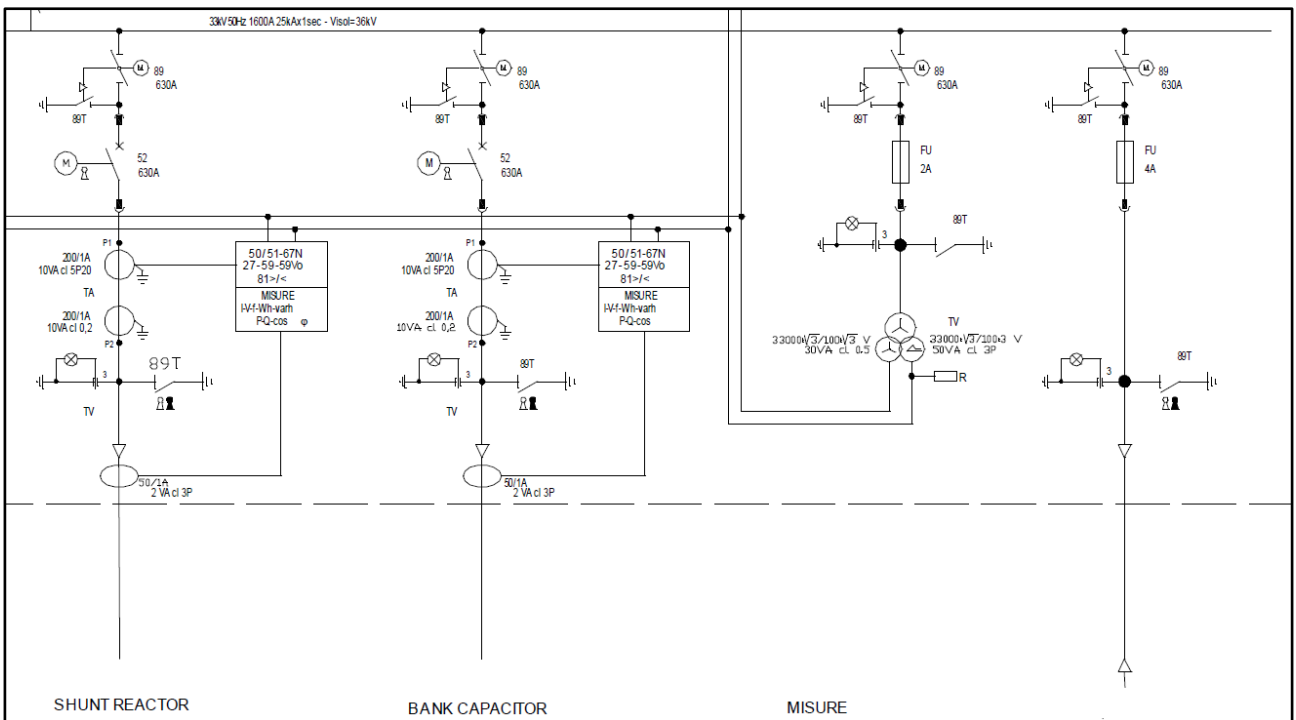 33kV 50Hz 1600A 25kAx1sec - Visol=36kV
M
89
630A
89T
M
52
630A
P1
200/1A
10VA cl 5P20
TA
200/1A
10VA cl 0,2
P2
50/51-67N
27-59-59Vo
81>/<
MISURE
I-V-f-Wh-varh
P-Q-cos φ
3
89T
TV
50/1A
2 VA cl 3P
SHUNT REACTOR
M
89
630A
89T
M
52
630A
P1
200/1A
10VA cl 5P20
TA
200/1A
10VA cl 0,2
P2
50/51-67N
27-59-59Vo
81>/<
MISURE
I-V-f-Wh-varh
P-Q-cos
3
89T
TV
50/1A
2 VA cl 3P
BANK CAPACITOR
M
89
630A
89T
FU
2A
89T
3
TV
33000:√3/100:√3 V
30VA cl 0.5
33000:√3/100:3 V
50VA cl 3P
R
MISURE
M
89
630A
89T
FU
4A
3
89T